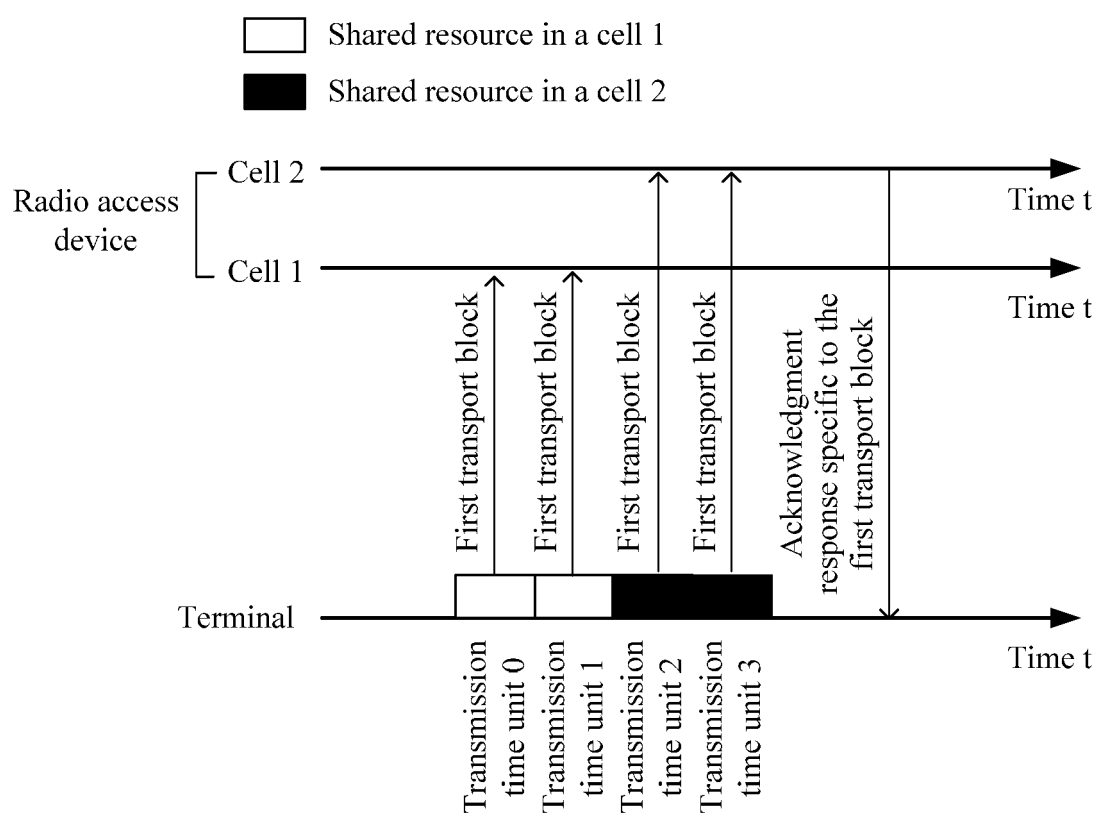 Shared resource in a cell 1
Shared resource in a cell 2
Cell 2
Time t
Radio access
device
Cell 1
Time t
First transport block
First transport block
First transport block
First transport block
Acknowledgment
response specific to the
first transport block
Terminal
Time t
Transmission
time unit 0
Transmission
time unit 1
Transmission
time unit 2
Transmission
time unit 3